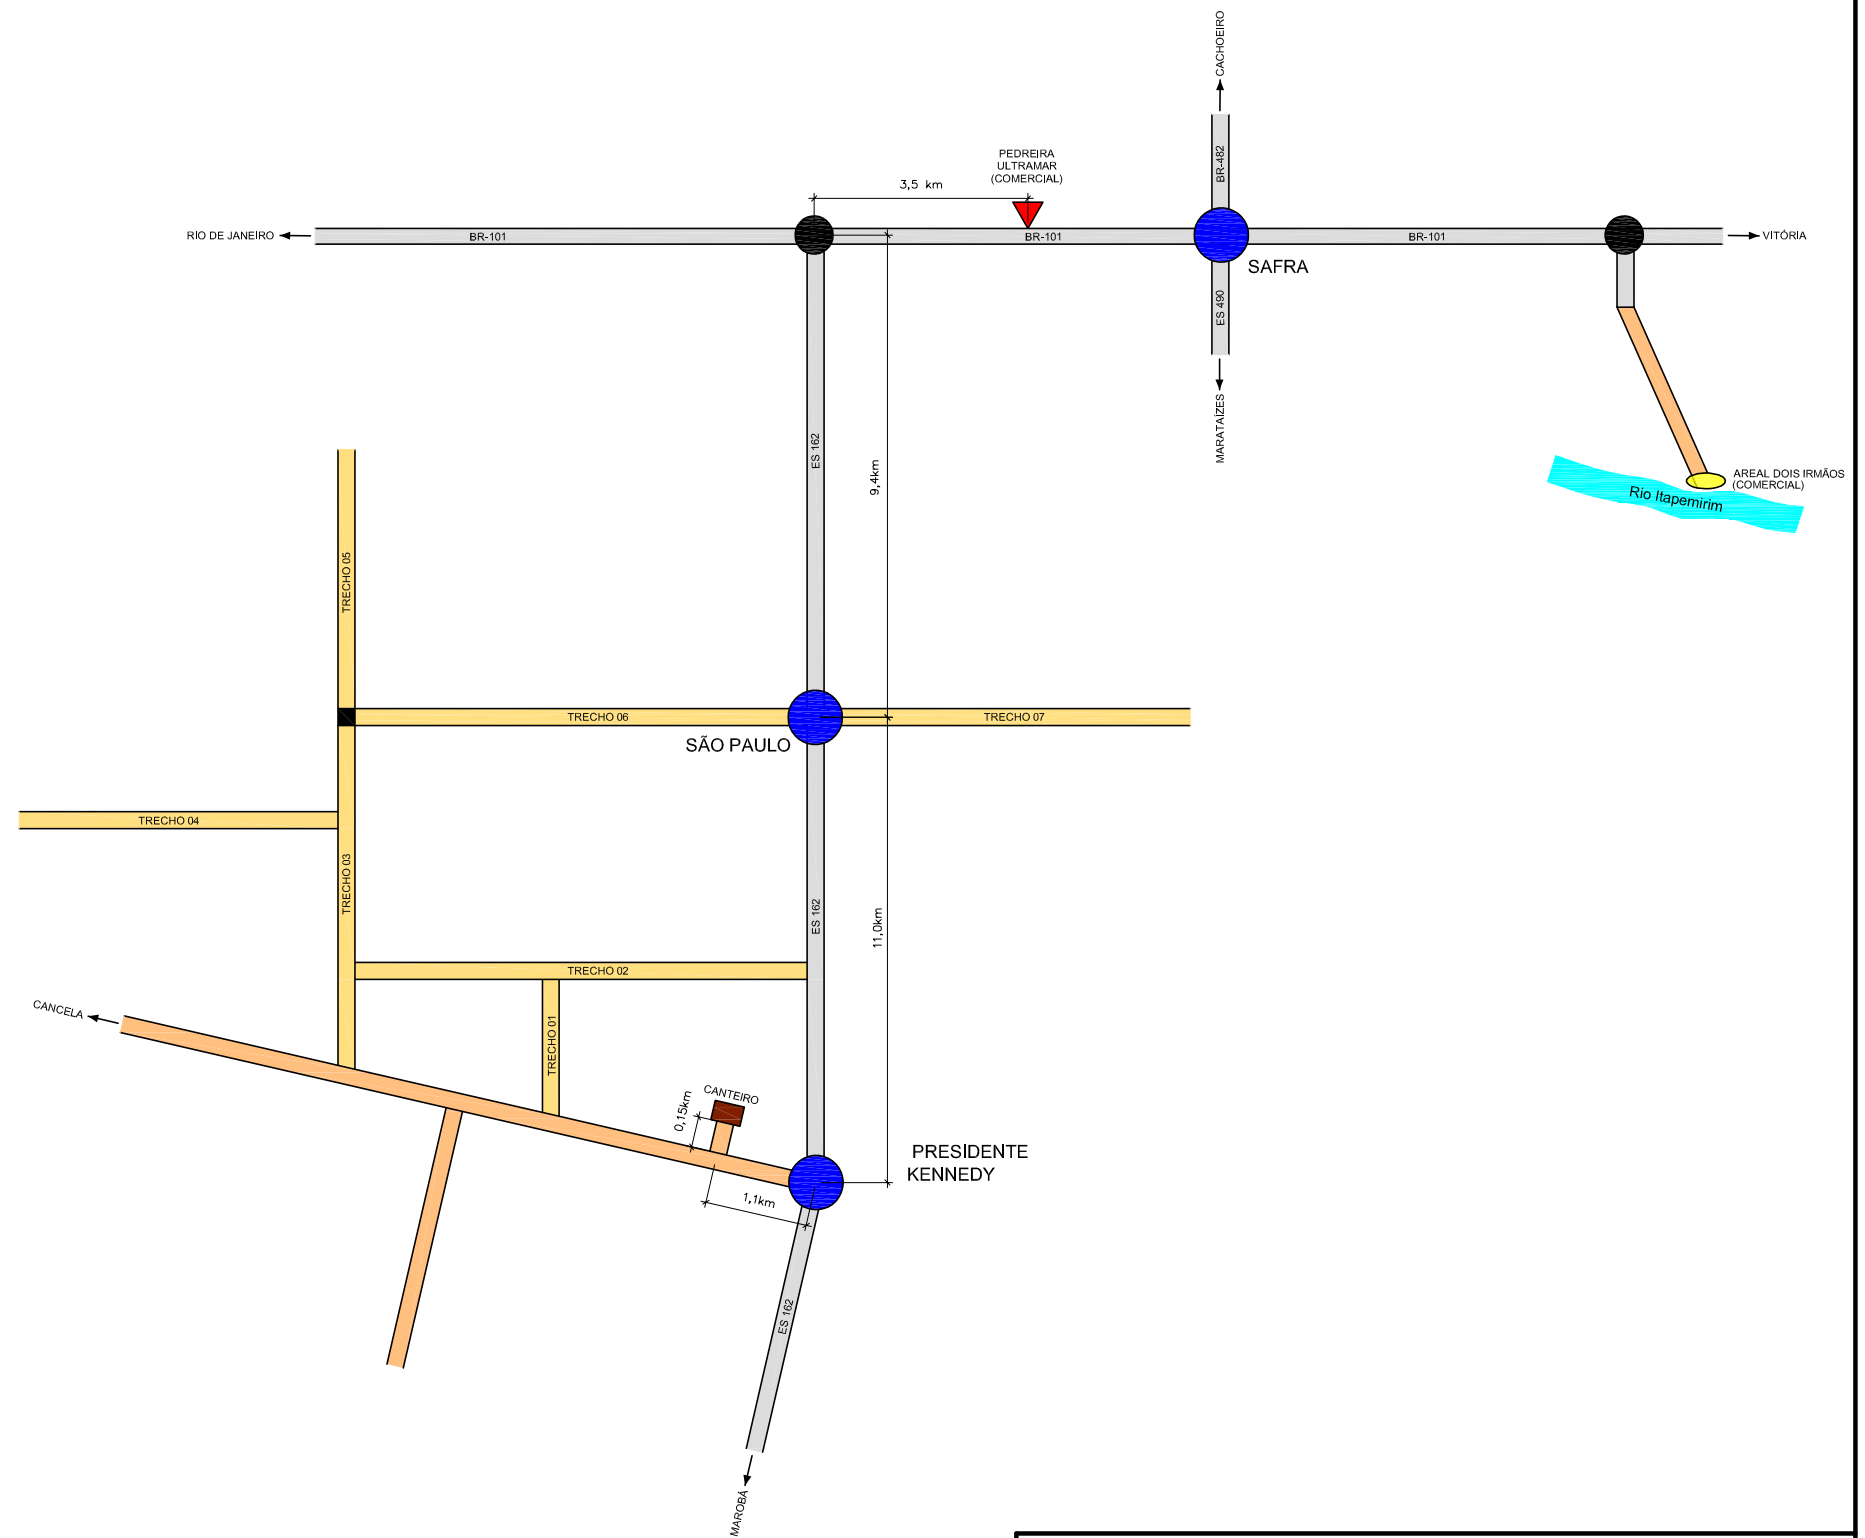 CACHOEIRO
BR-482
PEDREIRA
ULTRAMAR
(COMERCIAL)
3,5 km
RIO DE JANEIRO
BR-101
BR-101
BR-101
VITÓRIA
SAFRA
ES 490
MARATAÍZES
ES 162
9,4km
AREAL DOIS IRMÃOS
(COMERCIAL)
Rio Itapemirim
TRECHO 05
TRECHO 06
TRECHO 07
SÃO PAULO
TRECHO 04
TRECHO 03
ES 162
11,0km
TRECHO 02
CANCELA
TRECHO 01
CANTEIRO
0,15km
PRESIDENTE
KENNEDY
1,1km
ES 162
MAROBÁ